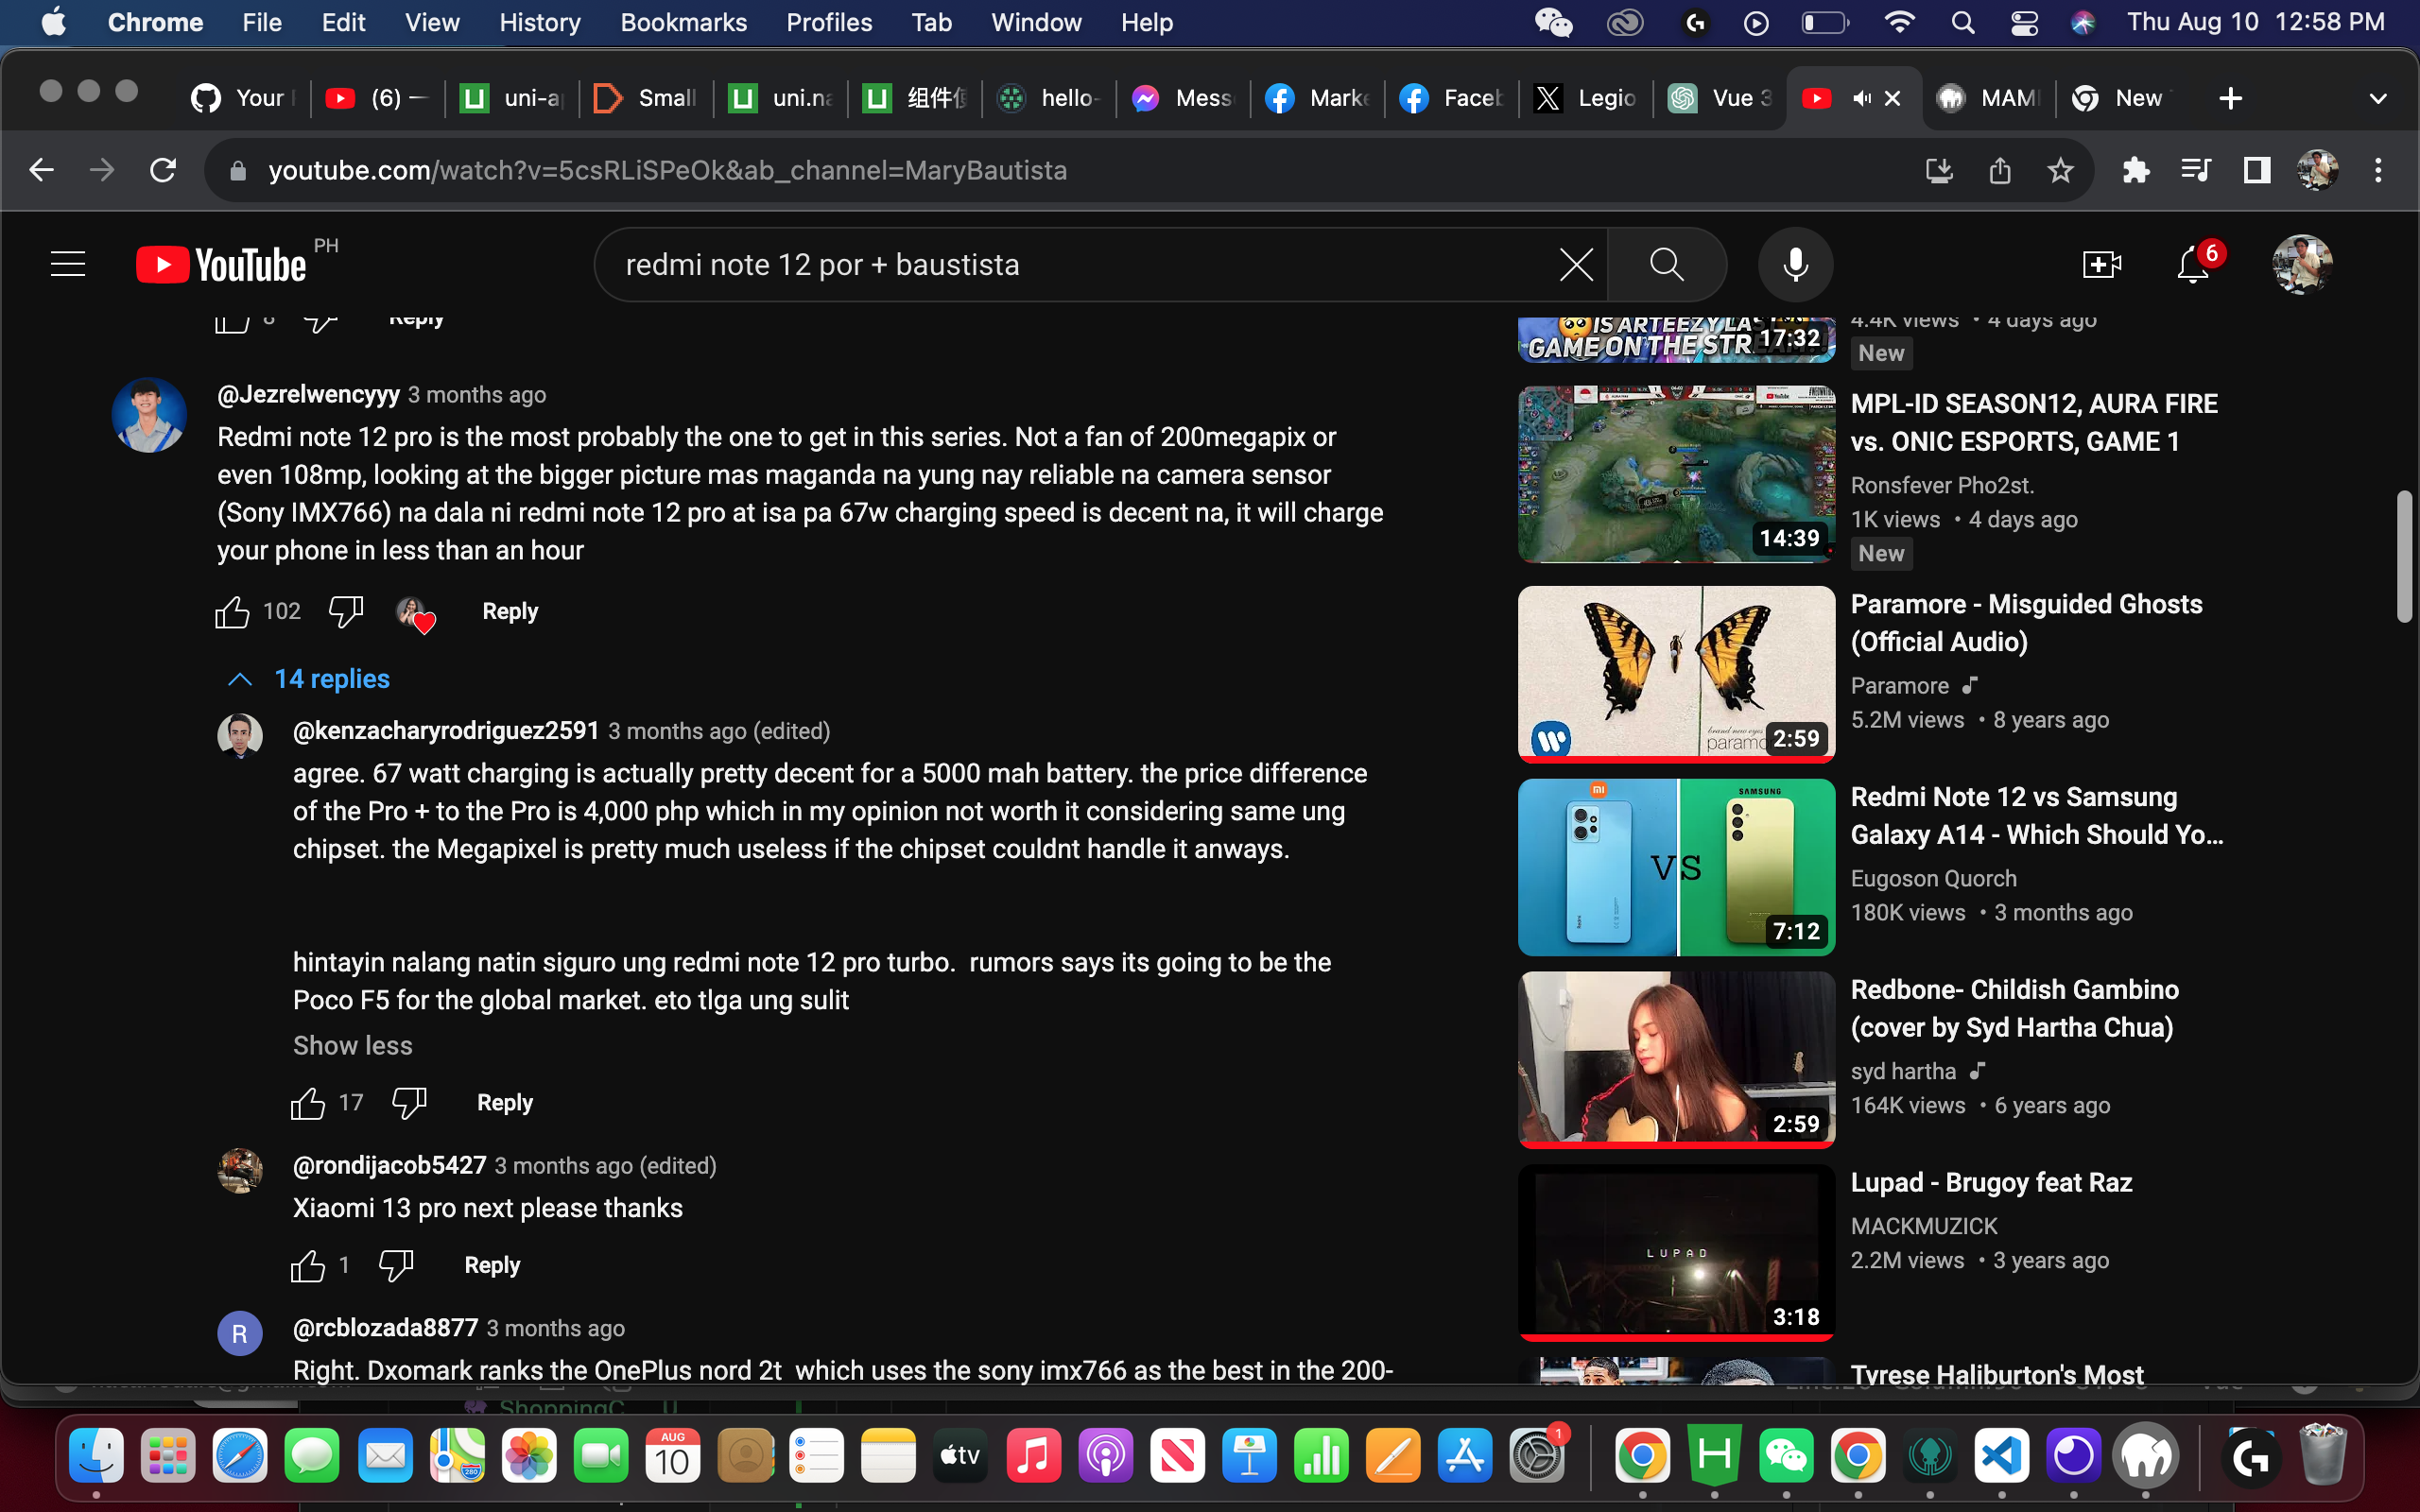 Chrome File Edit View History Bookmarks Profiles Tab Window Help Thu Aug 10 12:58 PM
Your (6) — uni-a Small uni.na 组件 hello- Mess Marke Faceb Legio Vue 3 MAM New
youtube.com/watch?v=5csRLiSPeOk&ab_channel=MaryBautista
YouTube PH
redmi note 12 por + baustista
6
8 Reply
@Jezrelwencyyy 3 months ago
Redmi note 12 pro is the most probably the one to get in this series. Not a fan of 200megapix or
even 108mp, looking at the bigger picture mas maganda na yung nay reliable na camera sensor
(Sony IMX766) na dala ni redmi note 12 pro at isa pa 67w charging speed is decent na, it will charge
your phone in less than an hour
102 Reply
14 replies
@kenzacharyrodriguez2591 3 months ago (edited)
agree. 67 watt charging is actually pretty decent for a 5000 mah battery. the price difference
of the Pro + to the Pro is 4,000 php which in my opinion not worth it considering same ung
chipset. the Megapixel is pretty much useless if the chipset couldnt handle it anways.
hintayin nalang natin siguro ung redmi note 12 pro turbo.  rumors says its going to be the
Poco F5 for the global market. eto tlga ung sulit
Show less
17 Reply
@rondijacob5427 3 months ago (edited)
Xiaomi 13 pro next please thanks
1 Reply
R
@rcblozada8877 3 months ago
Right. Dxomark ranks the OnePlus nord 2t  which uses the sony imx766 as the best in the 200-
IS ARTEEZY LA
GAME ON THE STR
17:32
4.4K views • 4 days ago
New
14:39
MPL-ID SEASON12, AURA FIRE
vs. ONIC ESPORTS, GAME 1
Ronsfever Pho2st.
1K views • 4 days ago
New
brand new eyes
paramo
2:59
Paramore - Misguided Ghosts
(Official Audio)
Paramore
5.2M views • 8 years ago
SAMSUNG
VS
7:12
Redmi Note 12 vs Samsung
Galaxy A14 - Which Should Yo...
Eugoson Quorch
180K views • 3 months ago
2:59
Redbone- Childish Gambino
(cover by Syd Hartha Chua)
syd hartha
164K views • 6 years ago
LUPAD
3:18
Lupad - Brugoy feat Raz
MACKMUZICK
2.2M views • 3 years ago
Tyrese Haliburton's Most
ShoppingC U
AUG
10
tv
1